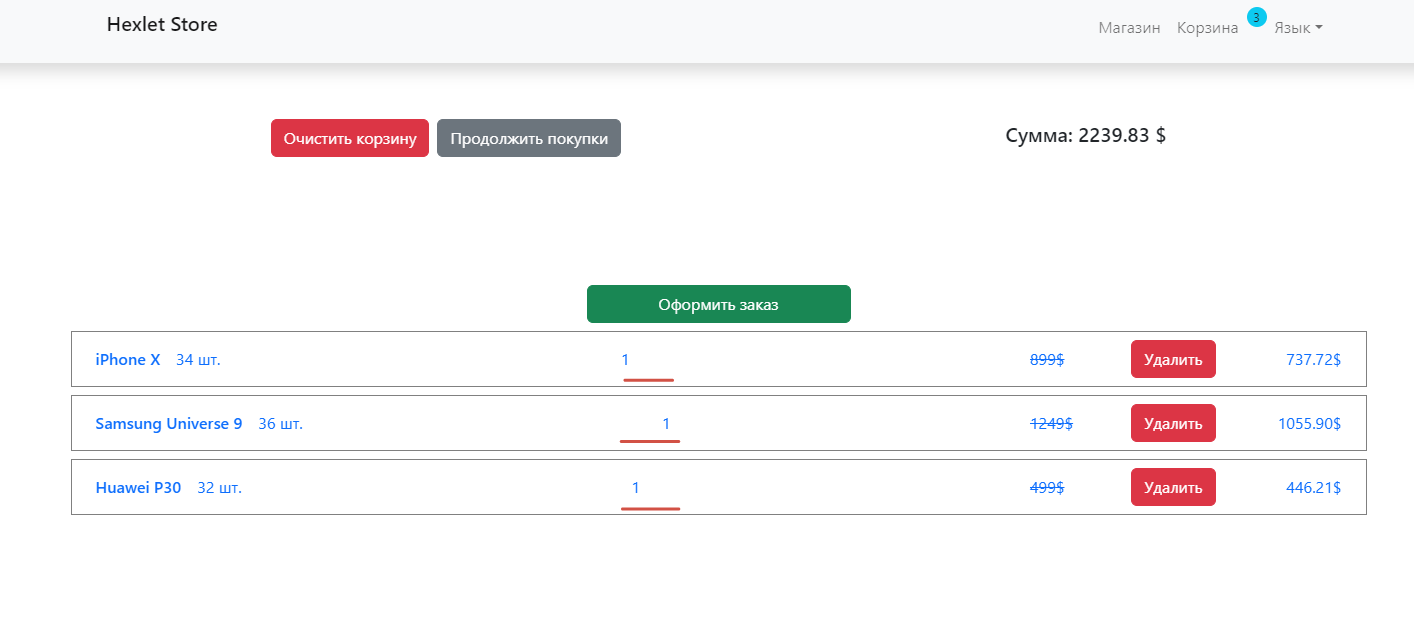 Hexlet Store Магазин Корзина 3 Язык
Очистить корзину Продолжить покупки Сумма: 2239.83 $
Оформить заказ
iPhone X 34 шт. 1 899$ Удалить 737.72$
Samsung Universe 9 36 шт. 1 1249$ Удалить 1055.90$
Huawei P30 32 шт. 1 499$ Удалить 446.21$